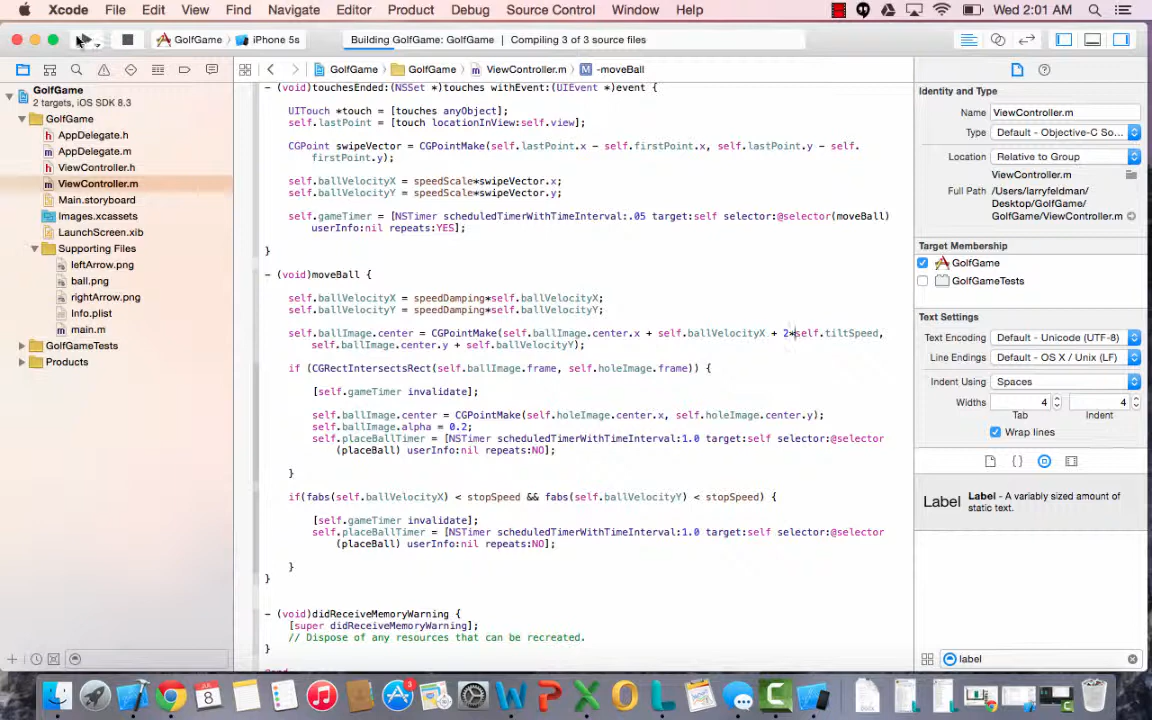 Xcode File Edit View Find Navigate Editor Product Debug Source Control Window Help Wed 2:01 AM
GolfGame iPhone 5s Building GolfGame: GolfGame Compiling 3 of 3 source files
GolfGame GolfGame ViewController.m M -moveBall
GolfGame
2 targets, iOS SDK 8.3
GolfGame
AppDelegate.h
AppDelegate.m
ViewController.h
ViewController.m
Main.storyboard
Images.xcassets
LaunchScreen.xib
Supporting Files
leftArrow.png
ball.png
rightArrow.png
Info.plist
main.m
GolfGameTests
Products
- (void)touchesEnded:(NSSet *)touches withEvent:(UIEvent *)event {
UITouch *touch = [touches anyObject];
self.lastPoint = [touch locationInView:self.view];
CGPoint swipeVector = CGPointMake(self.lastPoint.x - self.firstPoint.x, self.lastPoint.y - self.
firstPoint.y);
self.ballVelocityX = speedScale*swipeVector.x;
self.ballVelocityY = speedScale*swipeVector.y;
self.gameTimer = [NSTimer scheduledTimerWithTimeInterval:.05 target:self selector:@selector(moveBall)
userInfo:nil repeats:YES];
}
- (void)moveBall {
self.ballVelocityX = speedDamping*self.ballVelocityX;
self.ballVelocityY = speedDamping*self.ballVelocityY;
self.ballImage.center = CGPointMake(self.ballImage.center.x + self.ballVelocityX + 2*self.tiltSpeed,
self.ballImage.center.y + self.ballVelocityY);
if (CGRectIntersectsRect(self.ballImage.frame, self.holeImage.frame)) {
[self.gameTimer invalidate];
self.ballImage.center = CGPointMake(self.holeImage.center.x, self.holeImage.center.y);
self.ballImage.alpha = 0.2;
self.placeBallTimer = [NSTimer scheduledTimerWithTimeInterval:1.0 target:self selector:@selector
(placeBall) userInfo:nil repeats:NO];
}
if(fabs(self.ballVelocityX) < stopSpeed && fabs(self.ballVelocityY) < stopSpeed) {
[self.gameTimer invalidate];
self.placeBallTimer = [NSTimer scheduledTimerWithTimeInterval:1.0 target:self selector:@selector
(placeBall) userInfo:nil repeats:NO];
}
}
- (void)didReceiveMemoryWarning {
[super didReceiveMemoryWarning];
// Dispose of any resources that can be recreated.
}
Identity and Type
Name ViewController.m
Type Default - Objective-C So...
Location Relative to Group
ViewController.m
Full Path /Users/larryfeldman/
Desktop/GolfGame/
GolfGame/ViewController.m
Target Membership
GolfGame
GolfGameTests
Text Settings
Text Encoding Default - Unicode (UTF-8)
Line Endings Default - OS X / Unix (LF)
Indent Using Spaces
Widths 4 4
Tab Indent
Wrap lines
Label Label - A variably sized amount of
static text.
label
3
8